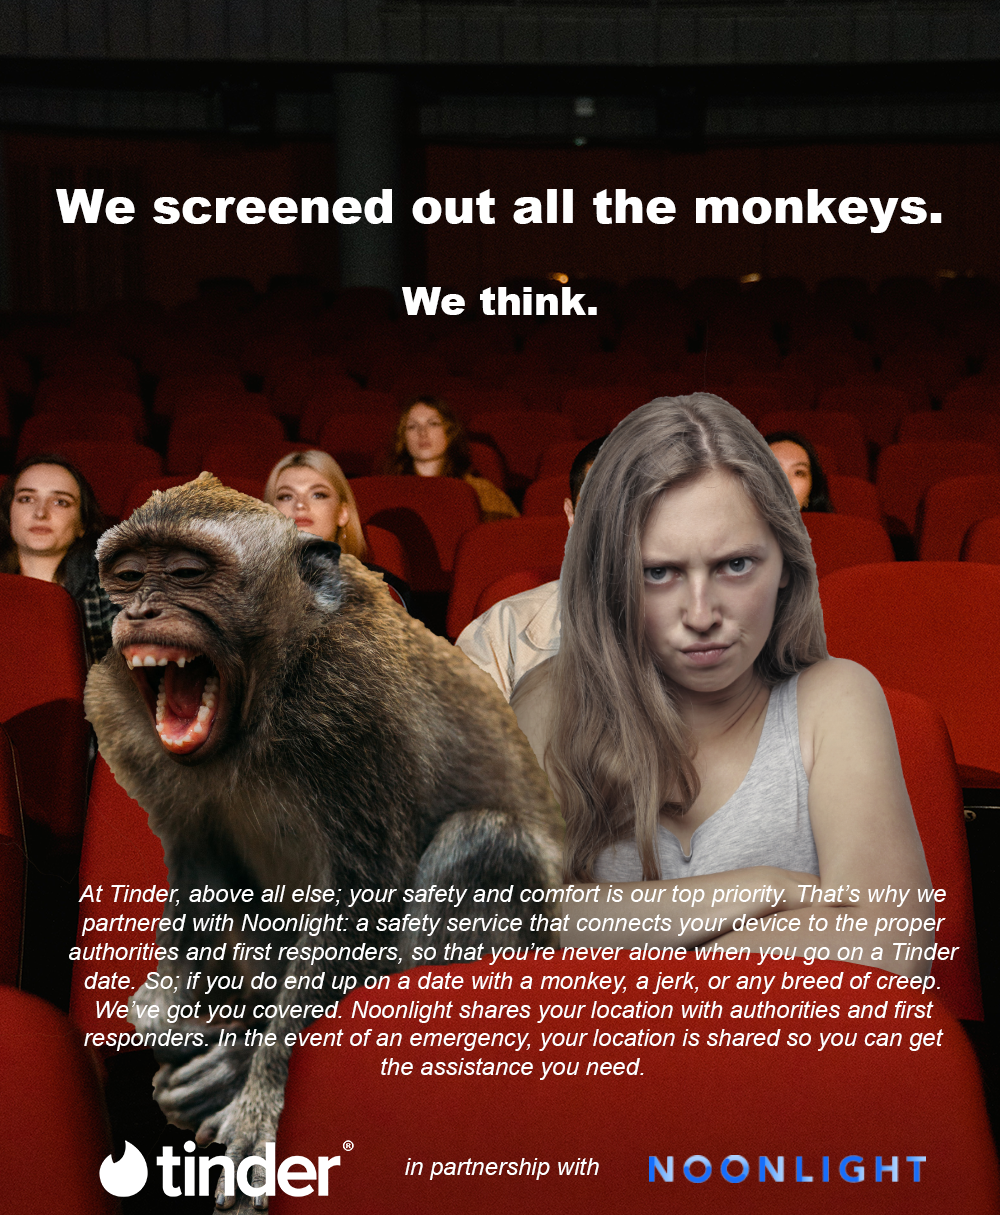 We screened out all the monkeys.
We think.
At Tinder, above all else; your safety and comfort is our top priority. That’s why we
partnered with Noonlight: a safety service that connects your device to the proper
authorities and first responders, so that you’re never alone when you go on a Tinder
date. So; if you do end up on a date with a monkey, a jerk, or any breed of creep.
We’ve got you covered. Noonlight shares your location with authorities and first
responders. In the event of an emergency, your location is shared so you can get
the assistance you need.
tinder®
in partnership with
NOONLIGHT